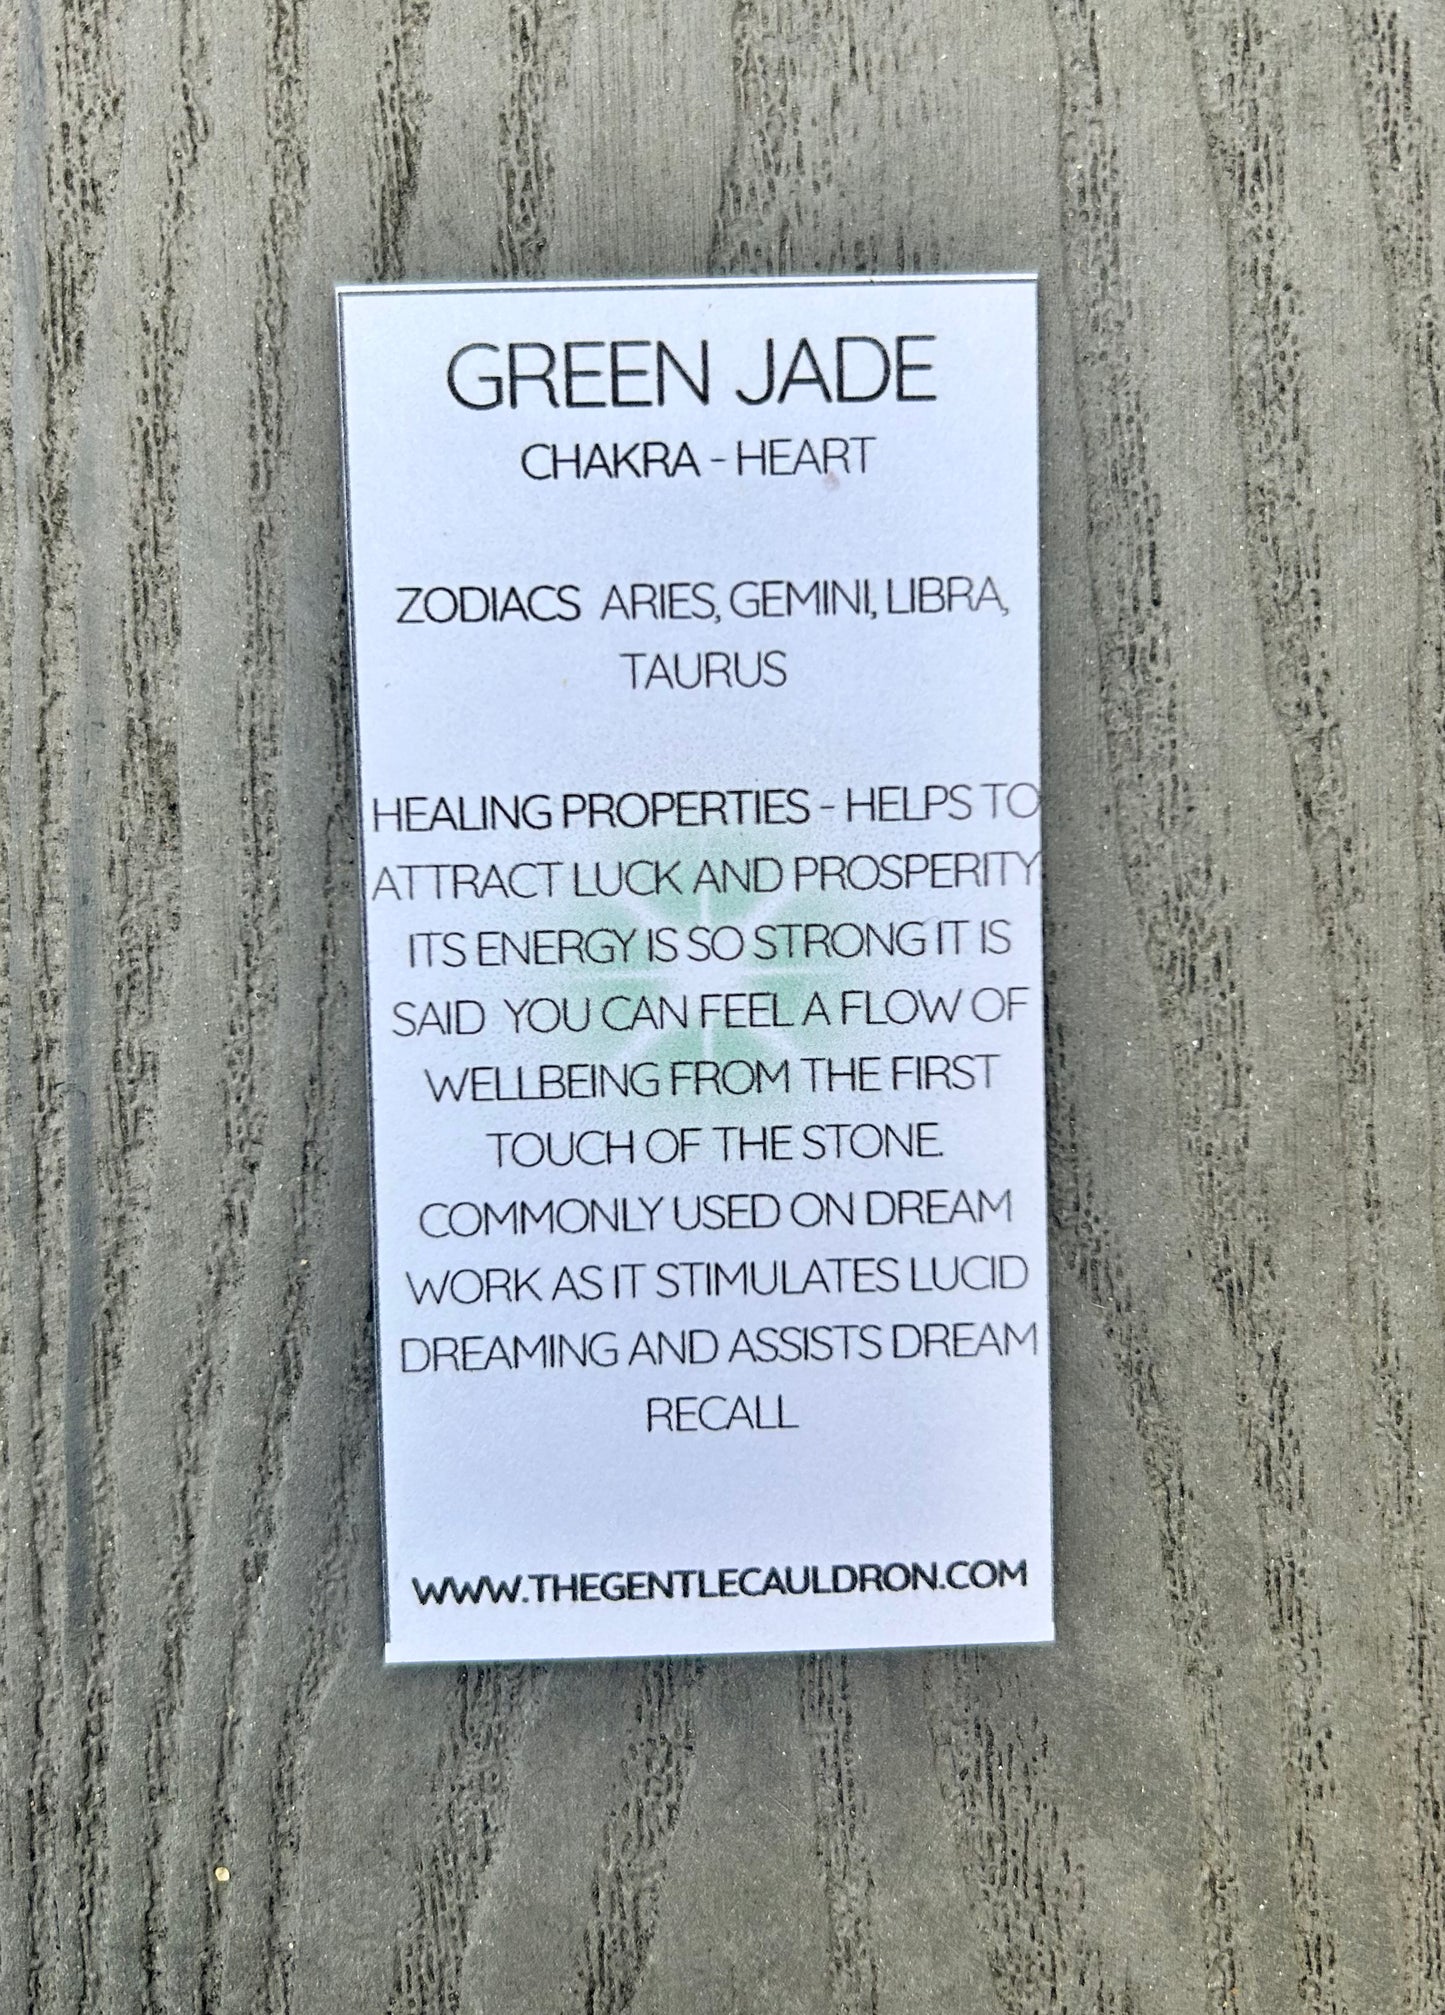 GREEN JADE
CHAKRA - HEART
ZODIACS ARIES, GEMINI, LIBRA,
TAURUS
HEALING PROPERTIES - HELPS TO
ATTRACT LUCK AND PROSPERITY
ITS ENERGY IS SO STRONG IT IS
SAID YOU CAN FEEL A FLOW OF
WELLBEING FROM THE FIRST
TOUCH OF THE STONE.
COMMONLY USED ON DREAM
WORK AS IT STIMULATES LUCID
DREAMING AND ASSISTS DREAM
RECALL
WWW.THEGENTLECAULDRON.COM